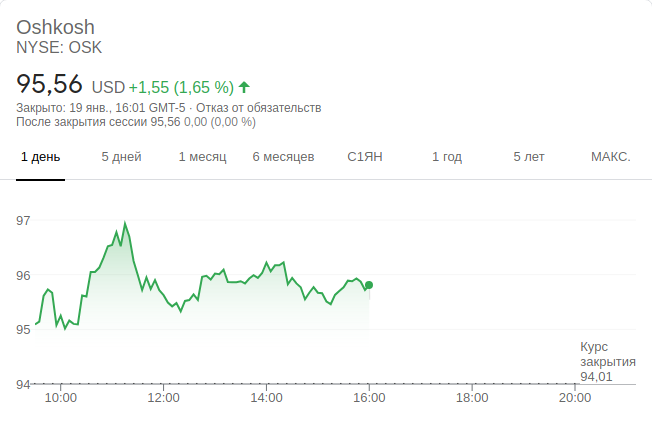 Oshkosh
NYSE: OSK
95,56 USD +1,55 (1,65 %)
Закрыто: 19 янв., 16:01 GMT-5 · Отказ от обязательств
После закрытия сессии 95,56 0,00 (0,00 %)
1 день 5 дней 1 месяц 6 месяцев С1ЯН 1 год 5 лет МАКС.
97
96
95
Курс
закрытия
94,01
94
10:00 12:00 14:00 16:00 18:00 20:00